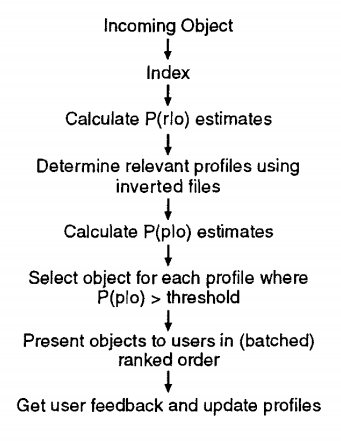 Incoming Object
Index
Calculate P(r|o) estimates
Determine relevant profiles using
inverted files
Calculate P(p|o) estimates
Select object for each profile where
P(p|o) > threshold
Present objects to users in (batched)
ranked order
Get user feedback and update profiles